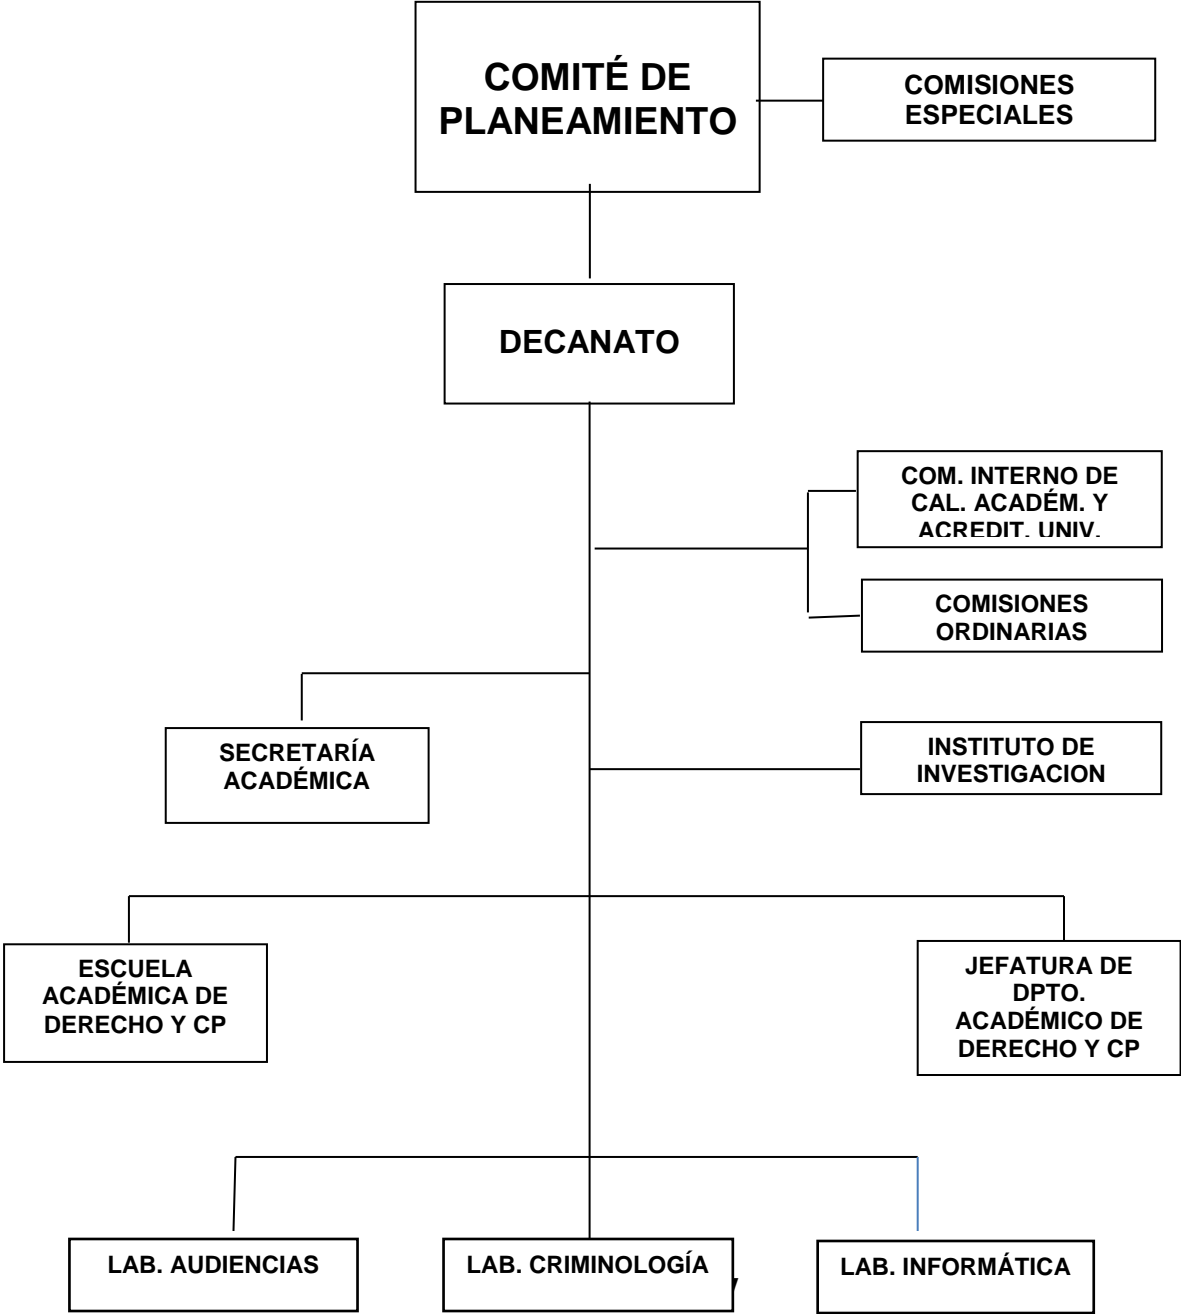 COMITÉ DE
PLANEAMIENTO
COMISIONES
ESPECIALES
DECANATO
COM. INTERNO DE
CAL. ACADÉM. Y
ACREDIT. UNIV.
COMISIONES
ORDINARIAS
SECRETARÍA
ACADÉMICA
INSTITUTO DE
INVESTIGACION
ESCUELA
ACADÉMICA DE
DERECHO Y CP
JEFATURA DE
DPTO.
ACADÉMICO DE
DERECHO Y CP
LAB. AUDIENCIAS
LAB. CRIMINOLOGÍA
LAB. INFORMÁTICA